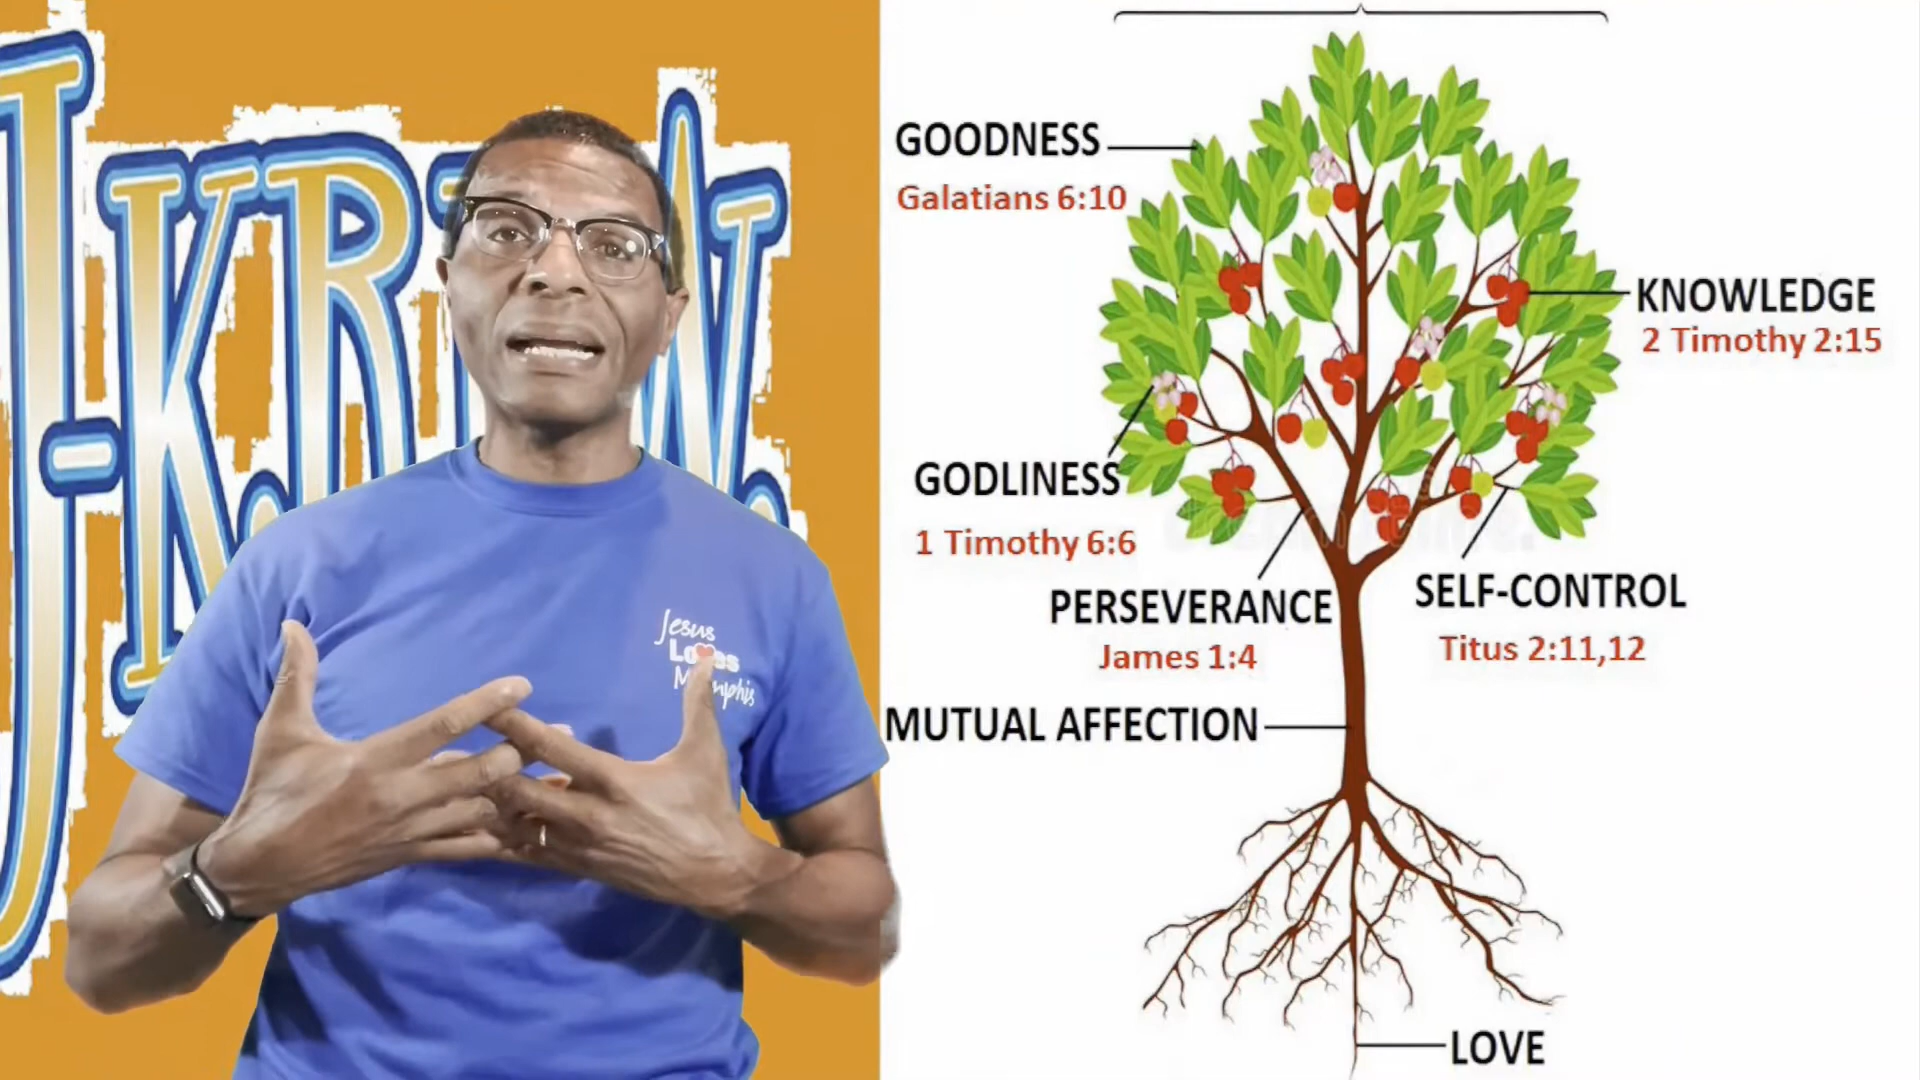 J-K.R.E.W.
GOODNESS
Galatians 6:10
KNOWLEDGE
2 Timothy 2:15
GODLINESS
1 Timothy 6:6
PERSEVERANCE
James 1:4
SELF-CONTROL
Titus 2:11,12
MUTUAL AFFECTION
LOVE
Jesus
Loves
Memphis